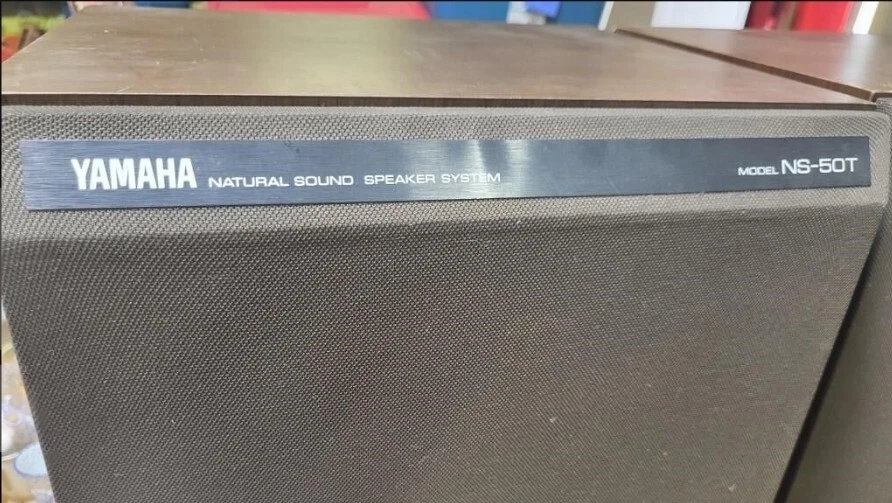 YAMAHA NATURAL SOUND SPEAKER SYSTEM MODEL NS-50T